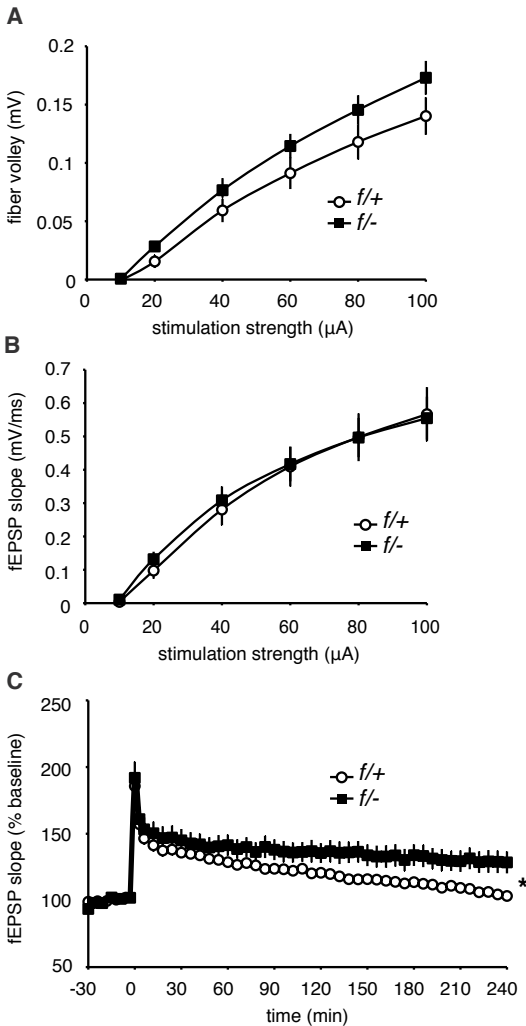 A
0.2
0.15
0.1
0.05
0
fiber volley (mV)
f/+
f/-
0 20 40 60 80 100
stimulation strength (µA)
B
0.7
0.6
0.5
0.4
0.3
0.2
0.1
0
fEPSP slope (mV/ms)
f/+
f/-
0 20 40 60 80 100
stimulation strength (µA)
C
250
200
150
100
50
fEPSP slope (% baseline)
f/+
f/-
*
-30 0 30 60 90 120 150 180 210 240
time (min)